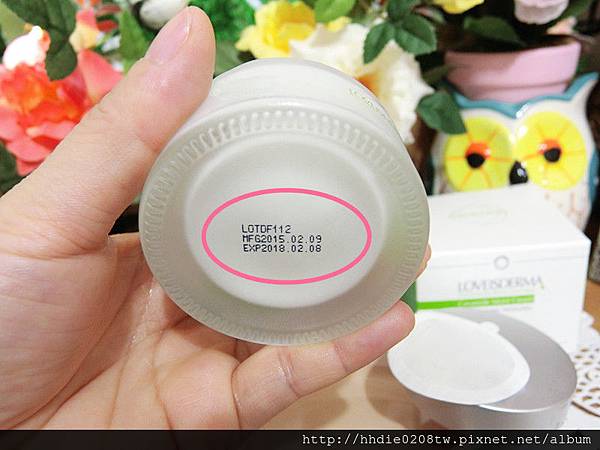 LOTDF112
MFG2015.02.09
EXP2018.02.08
LOVEISDERMA
http://hhdie0208tw.pixnet.net/album